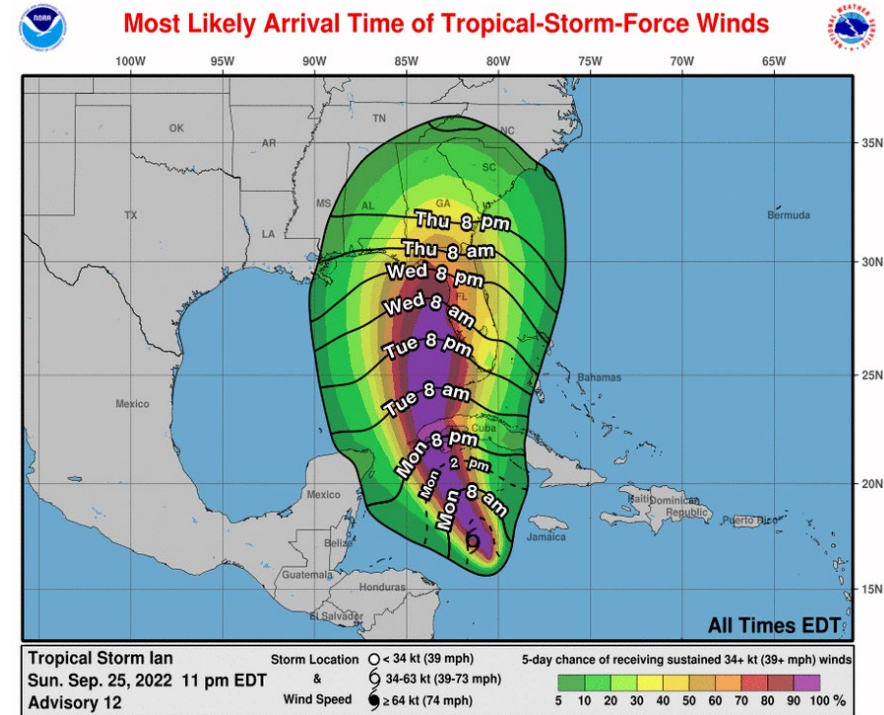 NOAA
Most Likely Arrival Time of Tropical-Storm-Force Winds
NATIONAL WEATHER SERVICE
100W 95W 90W 85W 80W 75W 70W 65W
TN
NC
OK
AR
35N
SC
MS AL GA
TX
LA
Bermuda
Thu 8 pm
Thu 8 am
30N
Wed 8 pm
FL
Wed 8 am
Tue 8 pm
25N
Bahamas
Tue 8 am
Mexico
Cuba
Mon 8 pm
Mon 2 pm
20N
Mon 8 am
Mexico
Haiti Dominican
Republic
Puerto Rico
Jamaica
Belize
Guatemala
Honduras
15N
El Salvador
All Times EDT
Tropical Storm Ian
Sun. Sep. 25, 2022 11 pm EDT
Advisory 12
Storm Location
&
Wind Speed
< 34 kt (39 mph)
34-63 kt (39-73 mph)
≥ 64 kt (74 mph)
5-day chance of receiving sustained 34+ kt (39+ mph) winds
5 10 20 30 40 50 60 70 80 90 100 %